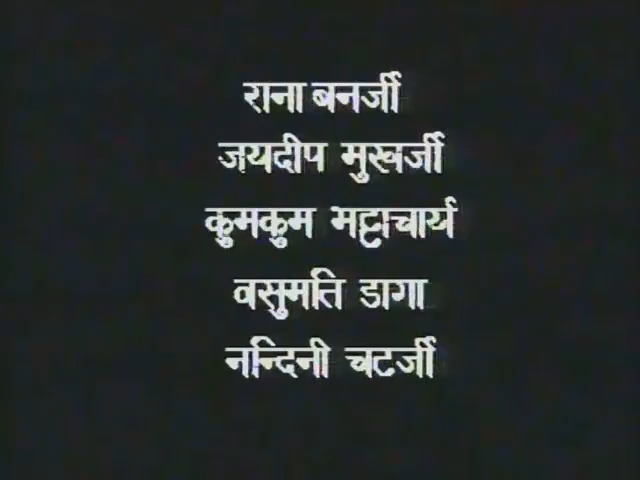 राना बनर्जी
जयदीप मुखर्जी
कुमकुम भट्टाचार्य
वसुमति डागा
नन्दिनी चटर्जी